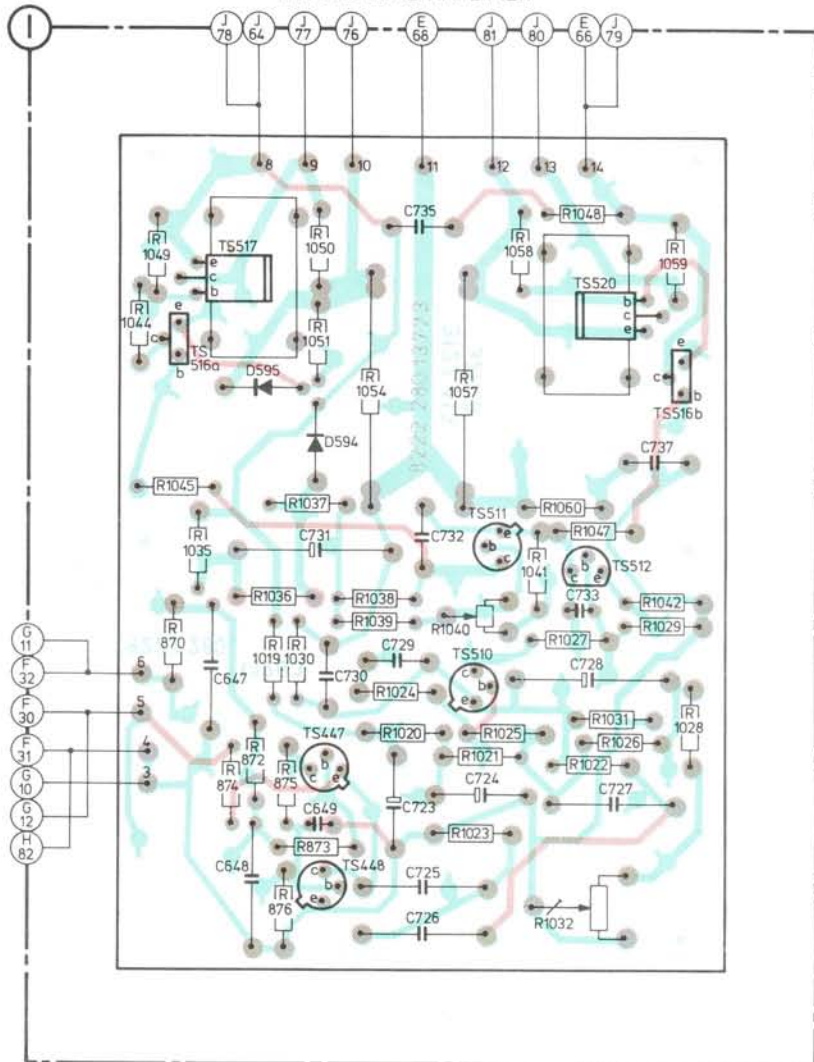 I
J 78
J 64
J 77
J 76
E 68
J 81
J 80
E 66
J 79
8
9
10
11
12
13
14
C735
R1048
R 1049
TS517
R 1050
R 1058
R 1059
TS520
e
c
b
b
c
e
R 1044
e
c
b
TS 516a
R 1051
D595
R 1054
R 1057
e
c
b
TS516b
D594
8222 280 13723
C737
R1045
R1037
TS511
R1060
C731
C732
e
b
c
R1047
R 1035
R 1041
b
c
e
TS512
R1036
R1038
C733
R1042
R 870
R1039
R1040
R1027
R1029
G 11
F 32
F 30
F 31
G 10
G 12
H 82
6
5
4
3
C647
R 1019
R 1030
C730
C729
TS510
c
b
e
C728
R1024
R1031
R 1028
R 872
TS447
R1020
R1025
R1026
R 874
R 875
b
c
e
R1021
R1022
C723
C724
C727
C649
R873
R1023
C648
TS448
c
b
e
C725
R 876
C726
R1032